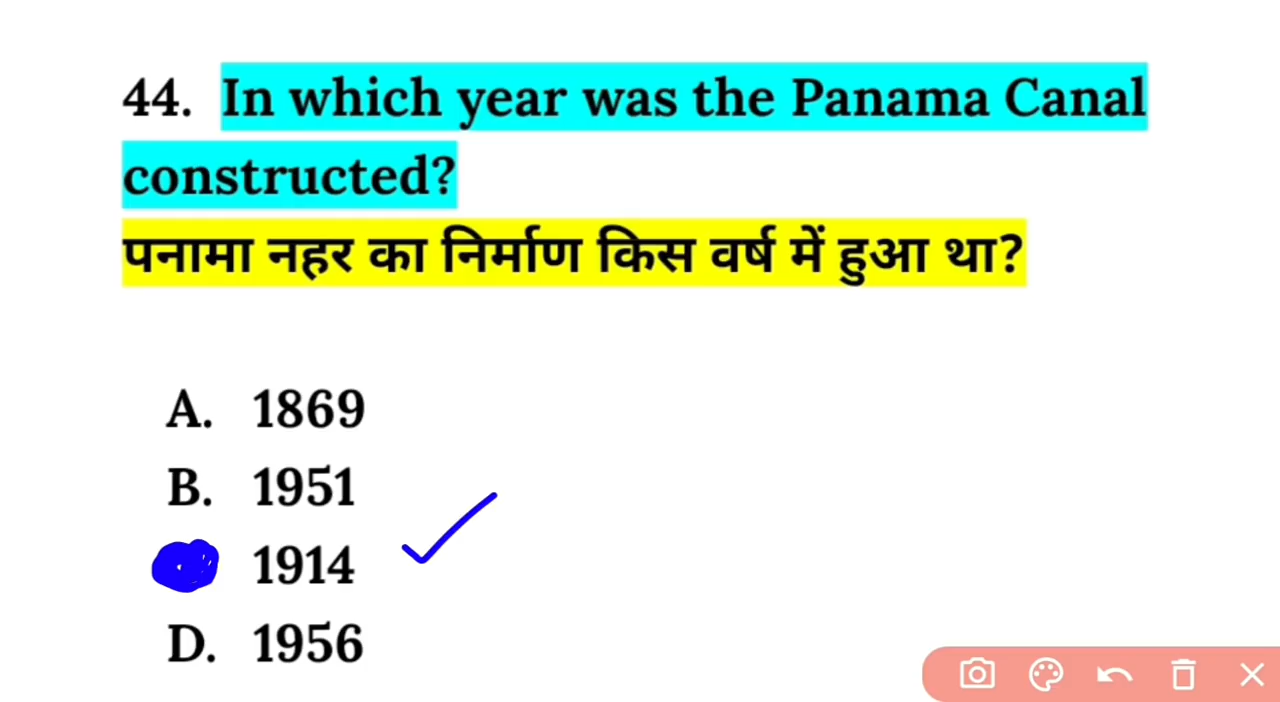 44. In which year was the Panama Canal
constructed?
पनामा नहर का निर्माण किस वर्ष में हुआ था?
A. 1869
B. 1951
1914
D. 1956